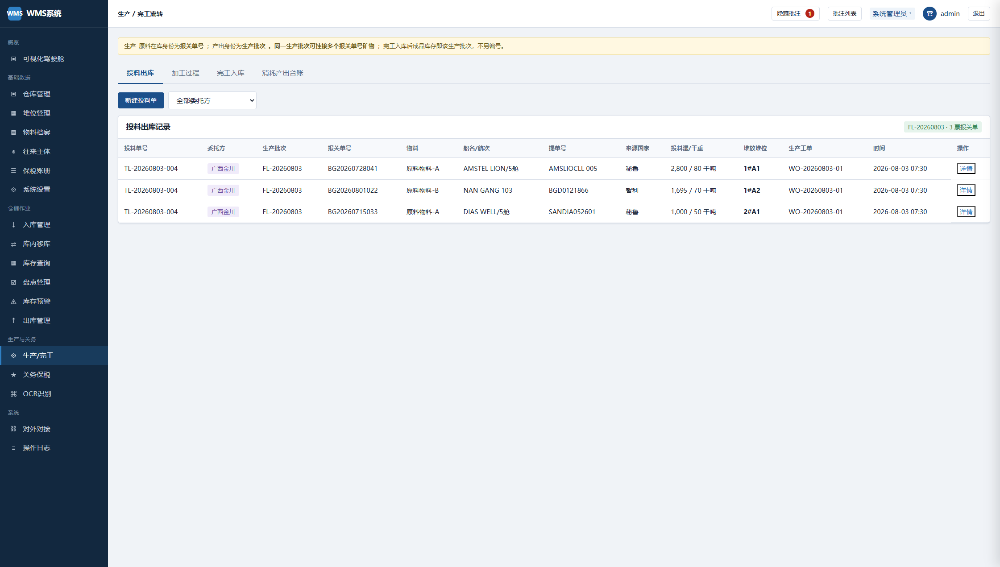 WMS WMS系统
概览
可视化驾驶舱
基础数据
仓库管理
堆位管理
物料档案
往来主体
保税账册
系统设置
仓储作业
入库管理
库内移库
库存查询
盘点管理
库存预警
出库管理
生产与关务
生产/完工
关务保税
OCR识别
系统
对外对接
操作日志
生产 / 完工流转
隐藏批注 1 批注列表 系统管理员 管 admin 退出
生产 原料在库身份为报关单号 ；产出身份为生产批次 。同一生产批次可挂接多个报关单号矿物 ；完工入库后成品库存即该生产批次，不另编号。
投料出库 加工过程 完工入库 消耗产出台账
新建投料单 全部委托方
投料出库记录 FL-20260803 · 3 票报关单
投料单号 委托方 生产批次 报关单号 物料 船名/航次 提单号 来源国家 投料湿/干重 堆放堆位 生产工单 时间 操作
TL-20260803-004 广西金川 FL-20260803 BG20260728041 原料物料-A AMSTEL LION/5舱 AMSLIOCLL 005 秘鲁 2,800 / 80 干吨 1#A1 WO-20260803-01 2026-08-03 07:30 详情
TL-20260803-004 广西金川 FL-20260803 BG20260801022 原料物料-B NAN GANG 103 BGD0121866 智利 1,695 / 70 干吨 1#A2 WO-20260803-01 2026-08-03 07:30 详情
TL-20260803-004 广西金川 FL-20260803 BG20260715033 原料物料-A DIAS WELL/5舱 SANDIA052601 秘鲁 1,000 / 50 干吨 2#A1 WO-20260803-01 2026-08-03 07:30 详情